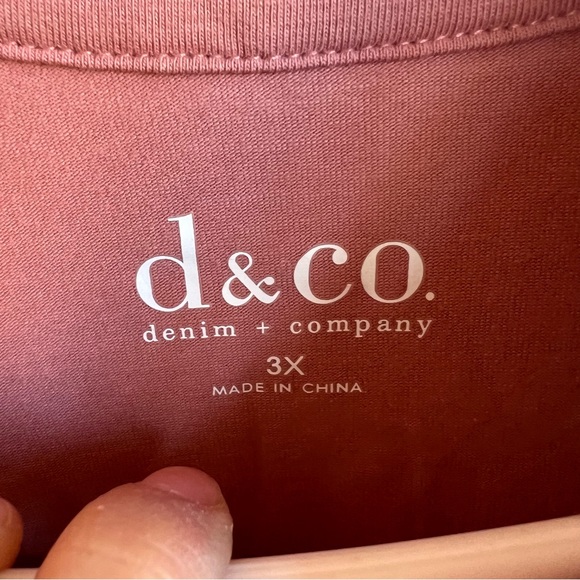 d&co.
denim + company
3X
MADE IN CHINA